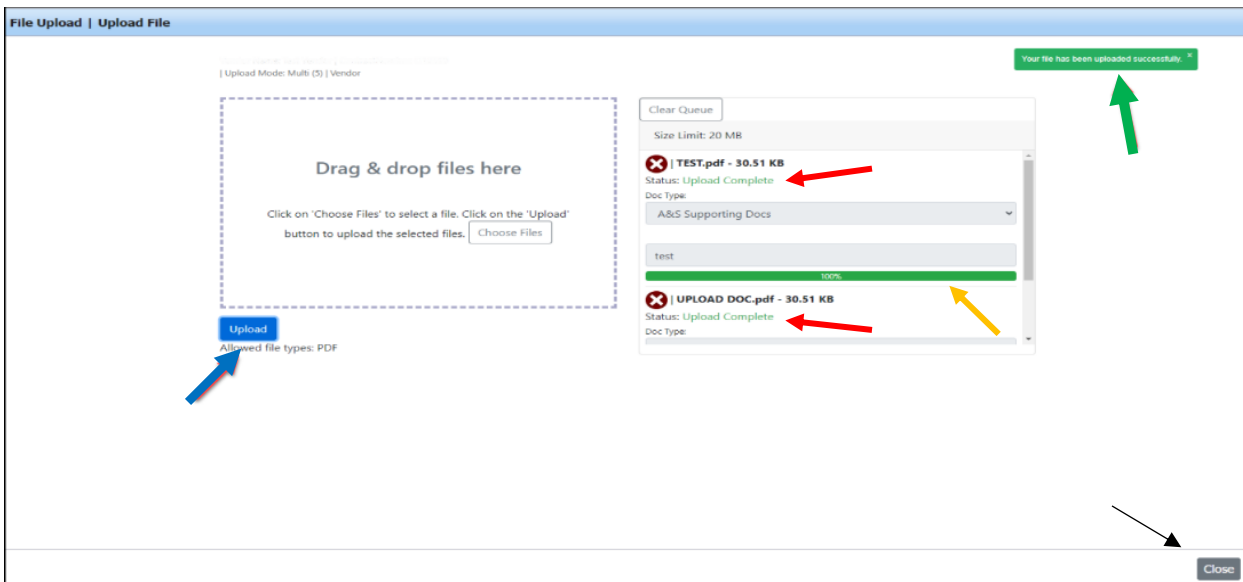 File Upload | Upload File
Your file has been uploaded successfully. ×
| Upload Mode: Multi (5) | Vendor
Drag & drop files here
Click on 'Choose Files' to select a file. Click on the 'Upload'
button to upload the selected files. Choose Files
Upload
Allowed file types: PDF
Clear Queue
Size Limit: 20 MB
| TEST.pdf - 30.51 KB
Status: Upload Complete
Doc Type:
A&S Supporting Docs
test
100%
| UPLOAD DOC.pdf - 30.51 KB
Status: Upload Complete
Doc Type:
Close